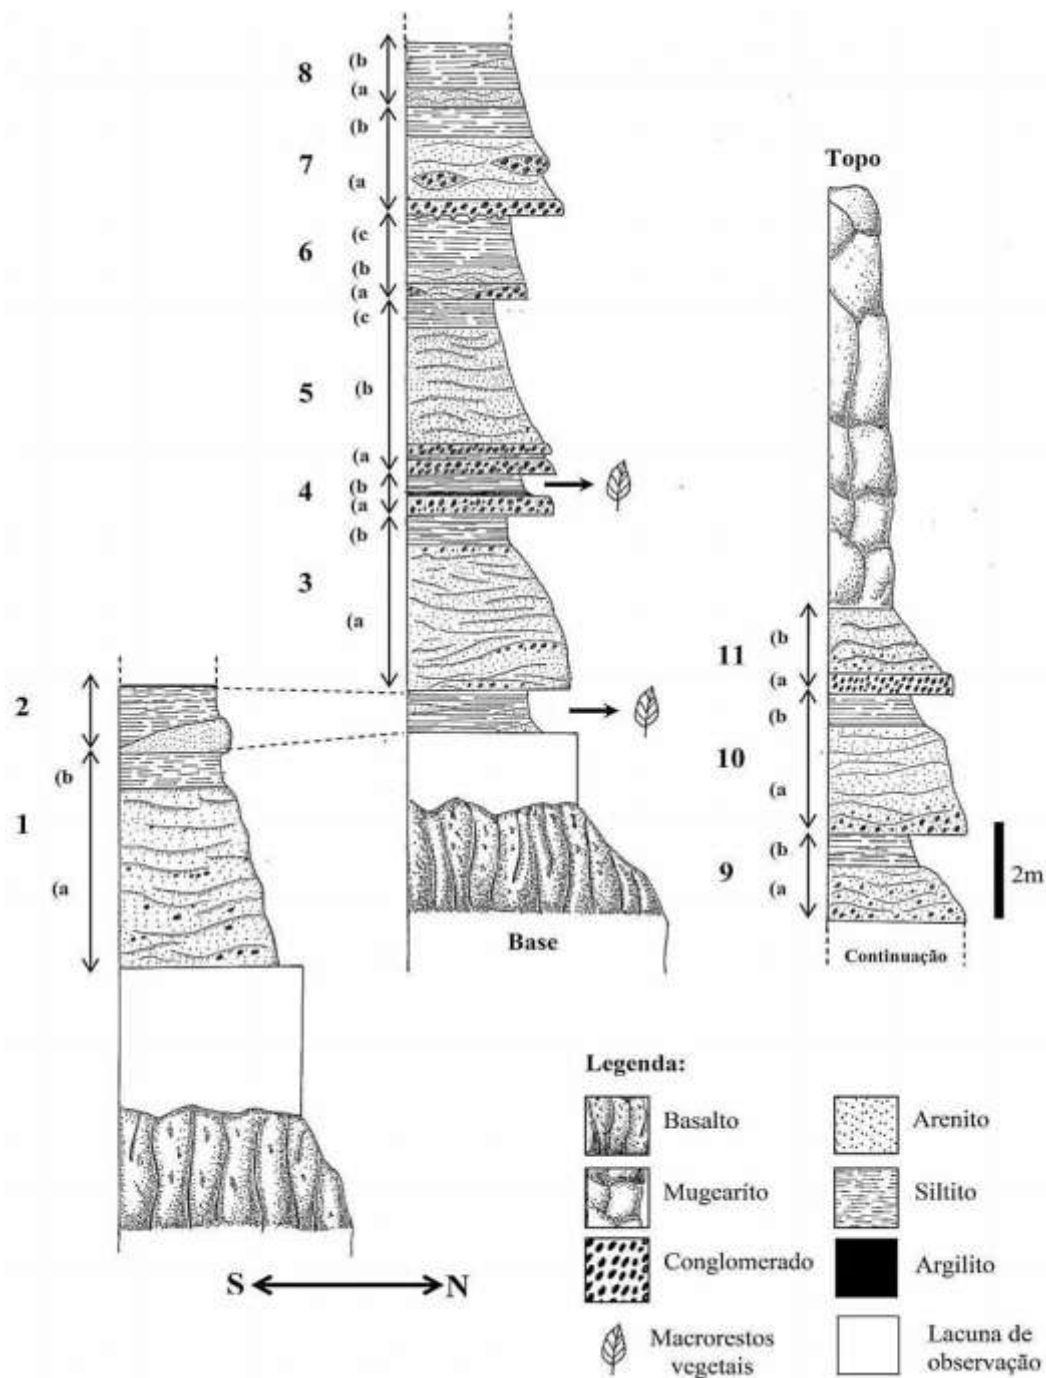 8
(b
(a
(b
7
(a
(c
6
(b
(a
(c
5
(b
(a
4
(b
(a
(b
3
(a
2
(b
1
(a
Base
Topo
(b
11
(a
(b
10
(a
(b
9
(a
2m
Continuação
S N
Legenda:
Basalto
Arenito
Mugearito
Siltito
Conglomerado
Argilito
Macrorestos
vegetais
Lacuna de
observação